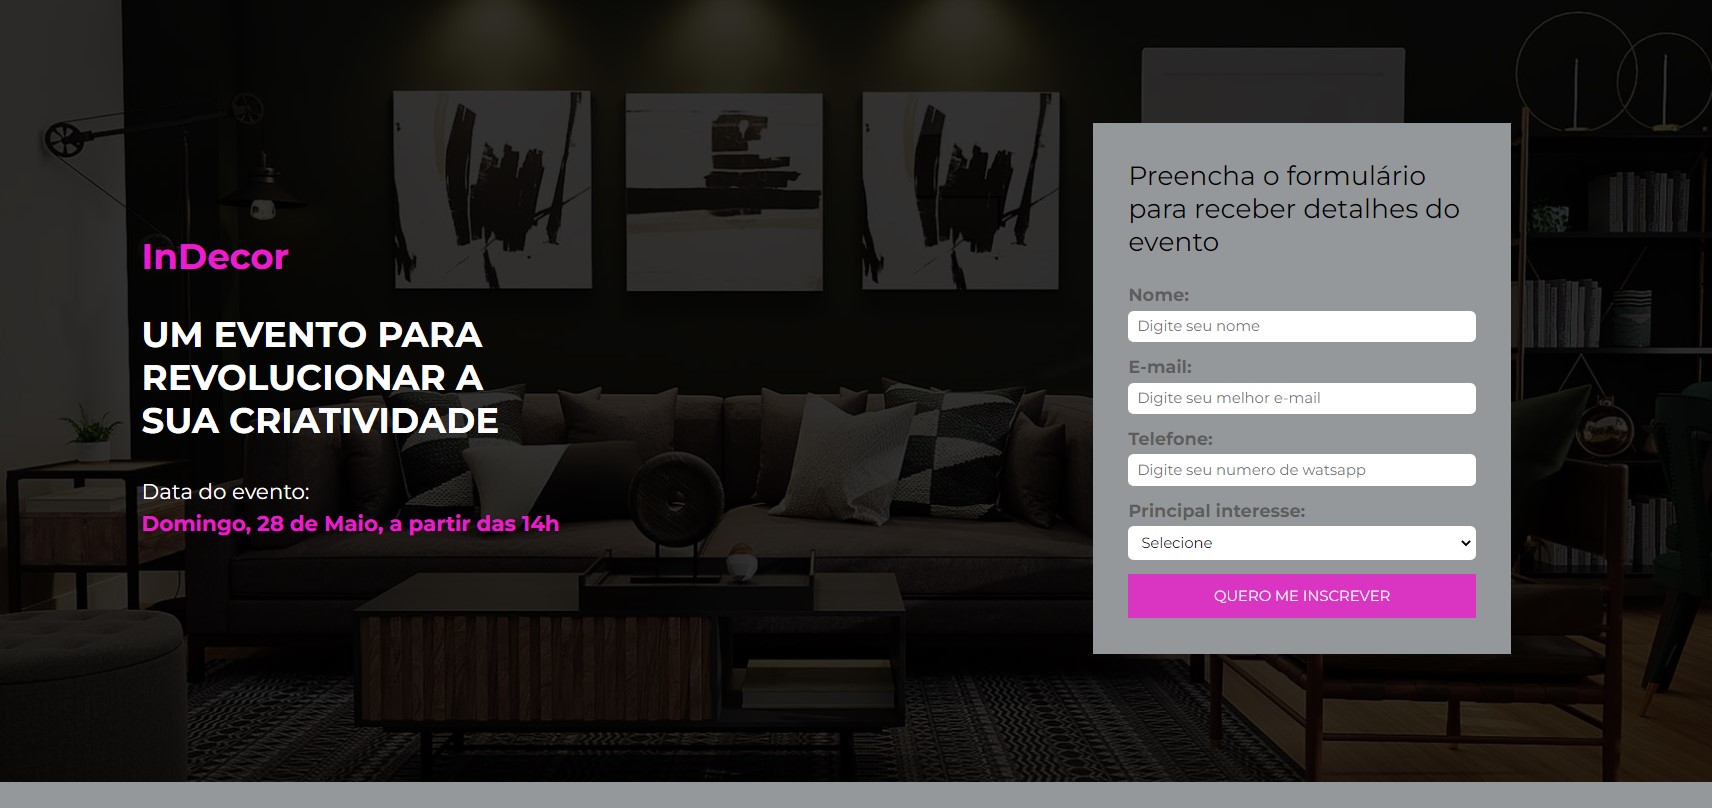 InDecor
UM EVENTO PARA
REVOLUCIONAR A
SUA CRIATIVIDADE
Data do evento:
Domingo, 28 de Maio, a partir das 14h
Preencha o formulário
para receber detalhes do
evento
Nome:
Digite seu nome
E-mail:
Digite seu melhor e-mail
Telefone:
Digite seu numero de watsapp
Principal interesse:
Selecione
QUERO ME INSCREVER